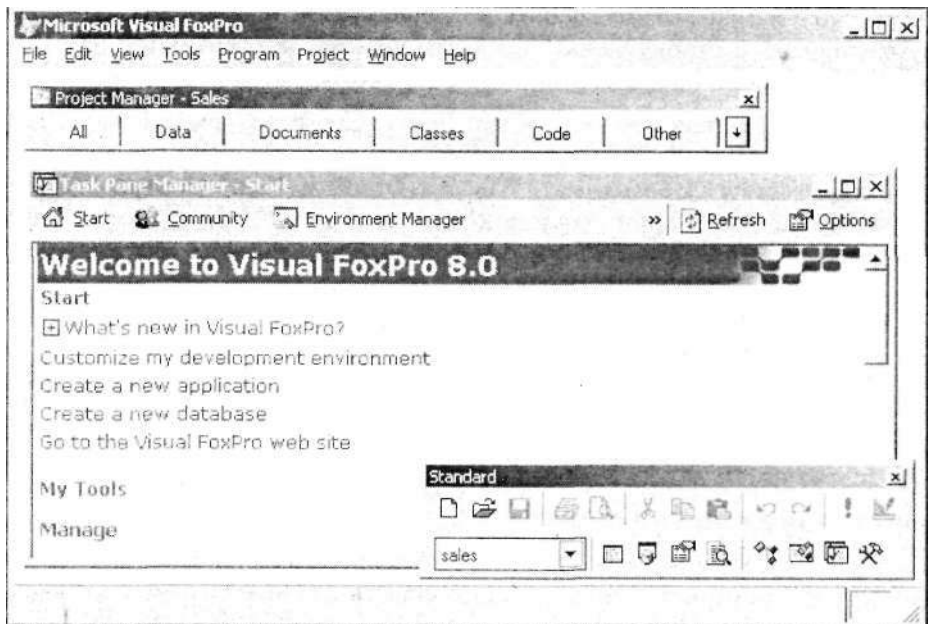 Microsoft Visual FoxPro
File Edit View Tools Program Project Window Help
Project Manager - Sales
All Data Documents Classes Code Other
Task Pane Manager - Start
Start Community Environment Manager » Refresh Options
Welcome to Visual FoxPro 8.0
Start
What's new in Visual FoxPro?
Customize my development environment
Create a new application
Create a new database
Go to the Visual FoxPro web site
My Tools
Manage
Standard
sales